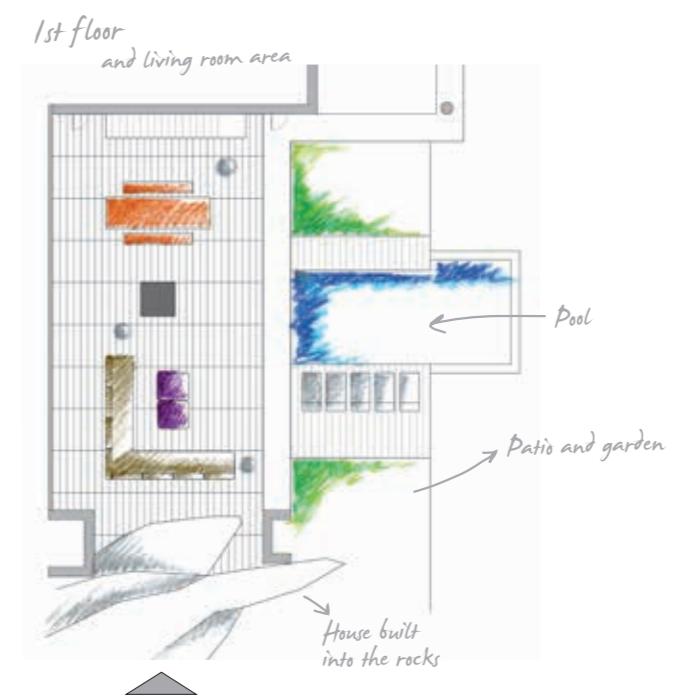 1st floor
and living room area
Pool
Patio and garden
House built
into the rocks